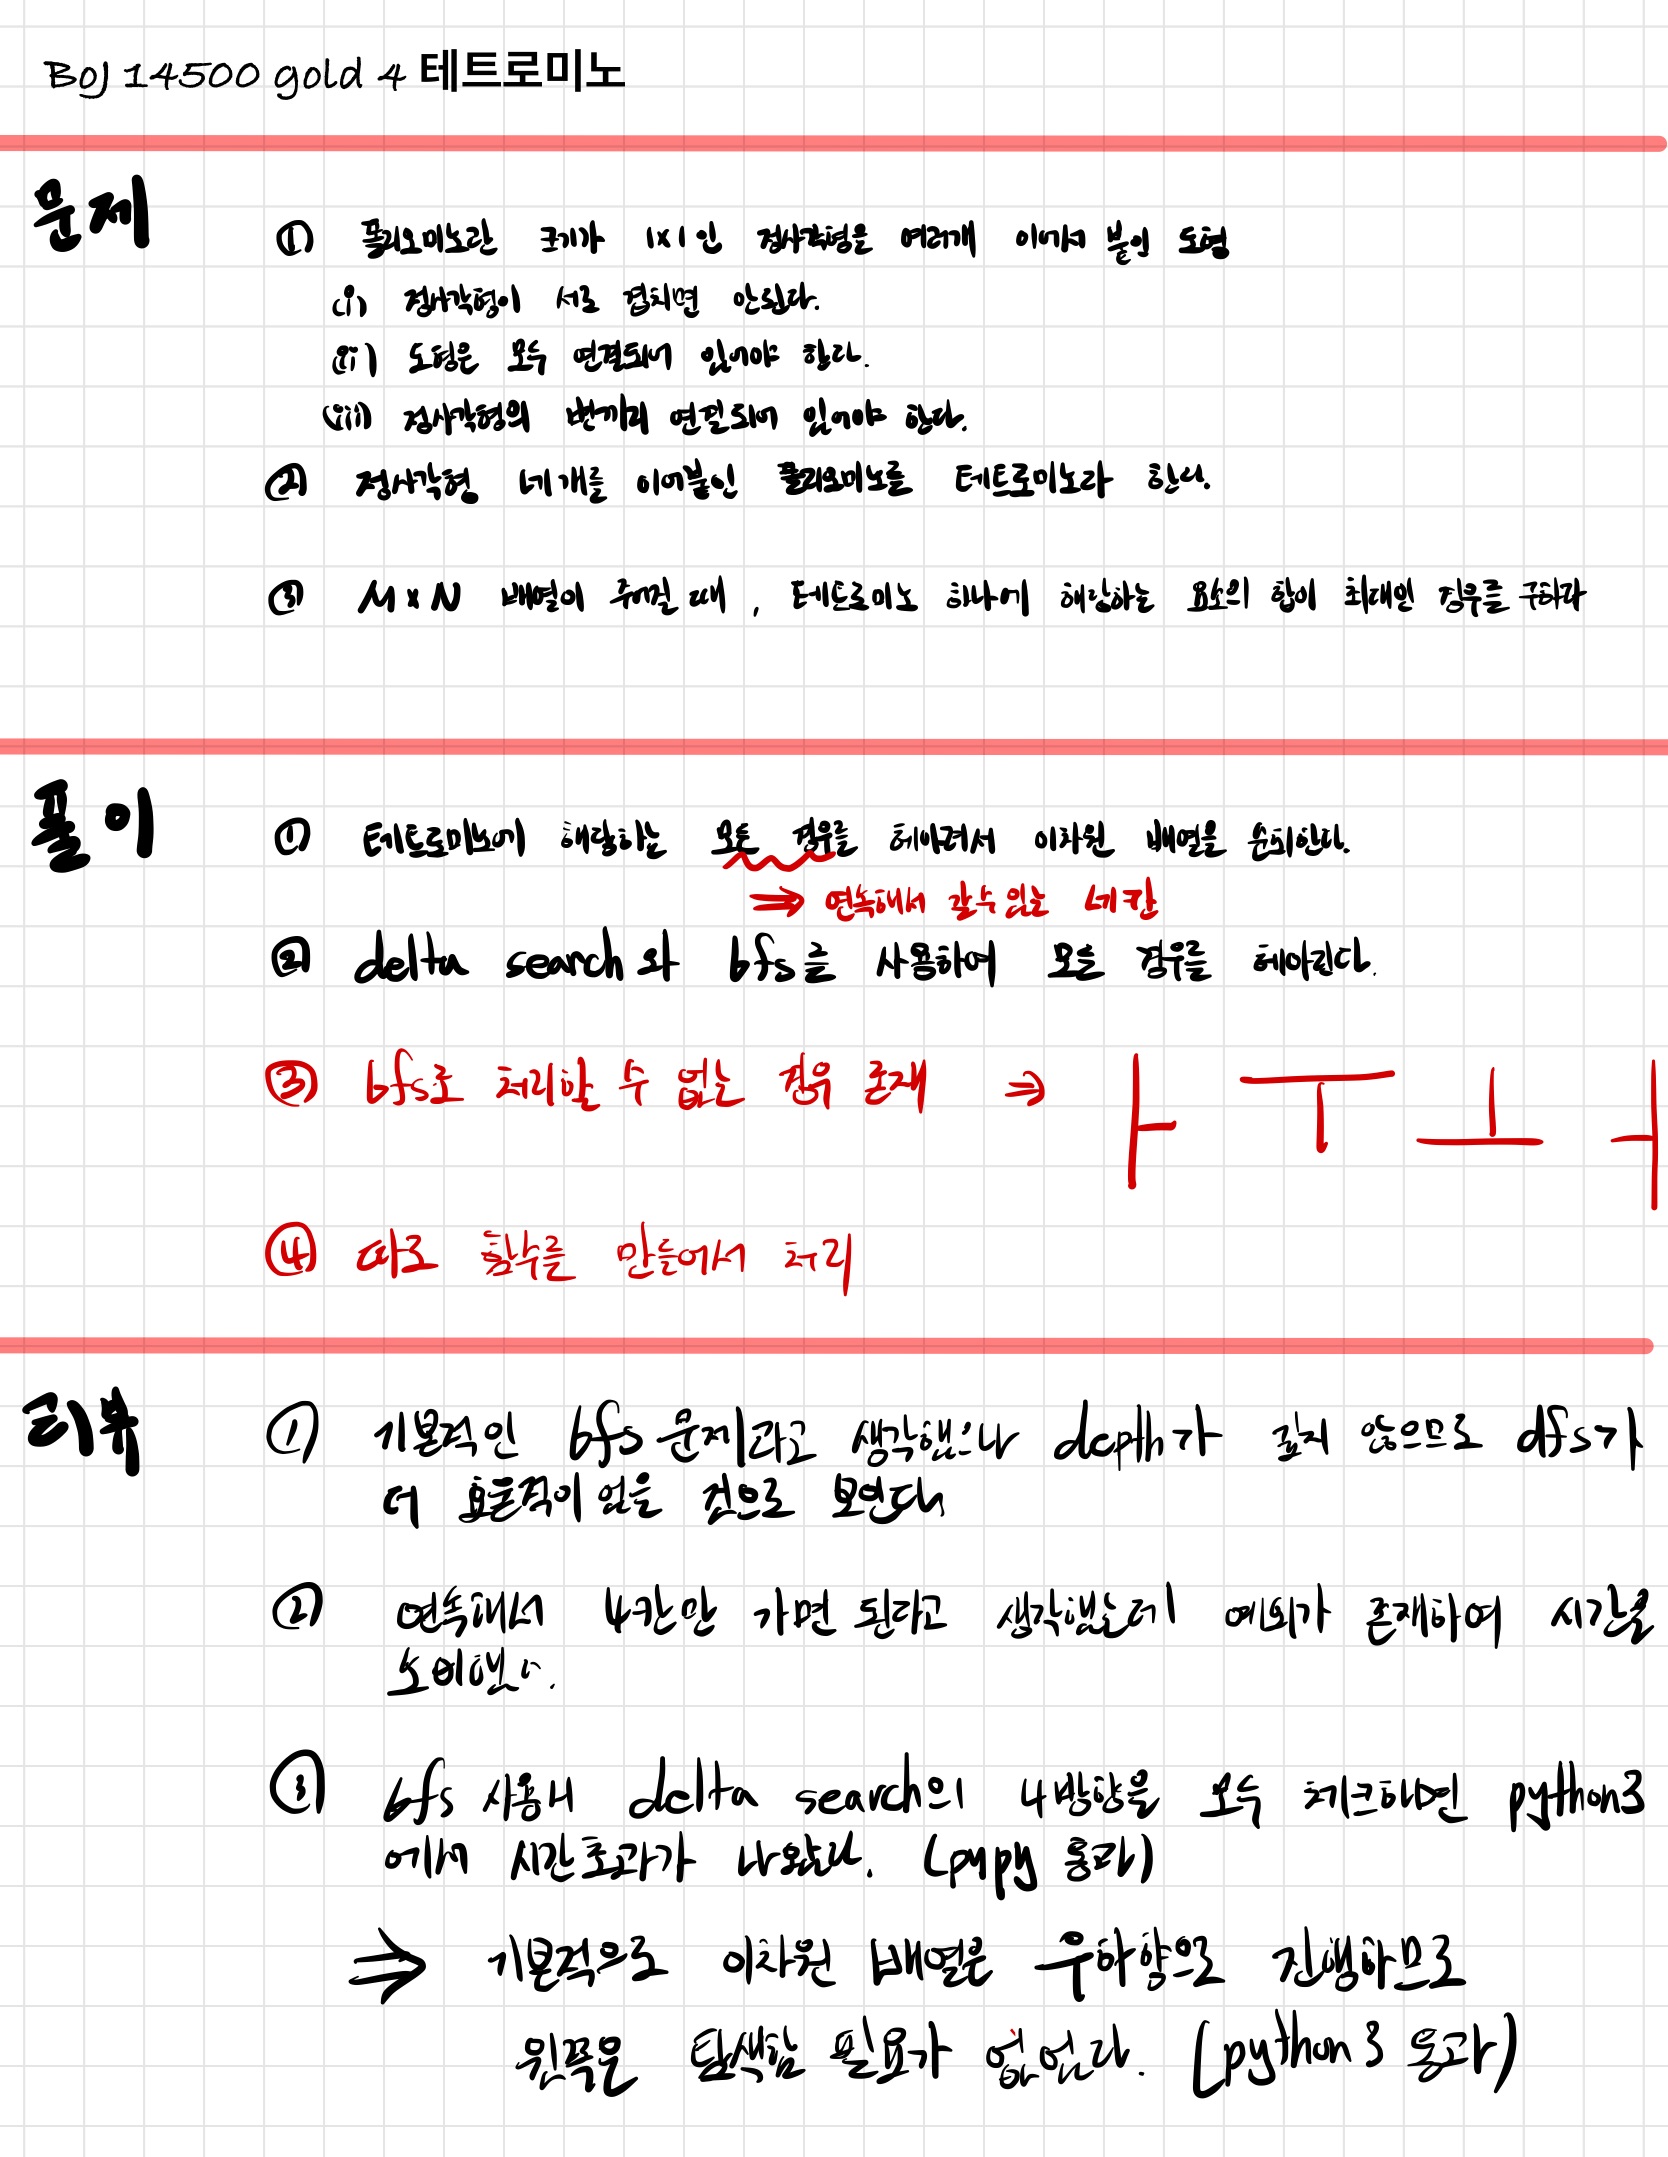 BOJ 14500 gold 4 테트로미노
문제
① 폴리오미노란 크기가 1x1인 정사각형을 여러개 이어서 붙인 도형
(i) 정사각형이 서로 겹치면 안된다.
(ii) 도형은 모두 연결되어 있어야 한다.
(iii) 정사각형의 변끼리 연결되어 있어야 한다.
② 정사각형 네개를 이어붙인 폴리오미노를 테트로미노라 한다.
③ M x N 배열이 주어질 때, 테트로미노 하나에 해당하는 요소의 합이 최대인 경우를 구하라
풀이
① 테트로미노에 해당하는 모든 경우를 헤아려서 이차원 배열을 순회한다.
⇒ 연속해서 갈수있는 네칸
② delta search와 bfs를 사용하여 모든 경우를 헤아린다.
③ bfs로 처리할 수 없는 경우 존재 ⇒ ㅏ ㅜ ㅗ ㅓ
④ 따로 함수를 만들어서 처리
리뷰
① 기본적인 bfs 문제라고 생각했으나 depth가 깊지 않으므로 dfs가
더 효율적이었을 것으로 보인다
② 연속해서 4칸만 가면 된다고 생각했는데 예외가 존재하여 시간을
소비했다.
③ bfs 사용시 delta search의 4방향을 모두 체크하면 python3
에서 시간초과가 나왔다. (pypy 통과)
⇒ 기본적으로 이차원 배열은 우하향으로 진행하므로
왼쪽을 탐색할 필요가 없었다. (python 3 통과)